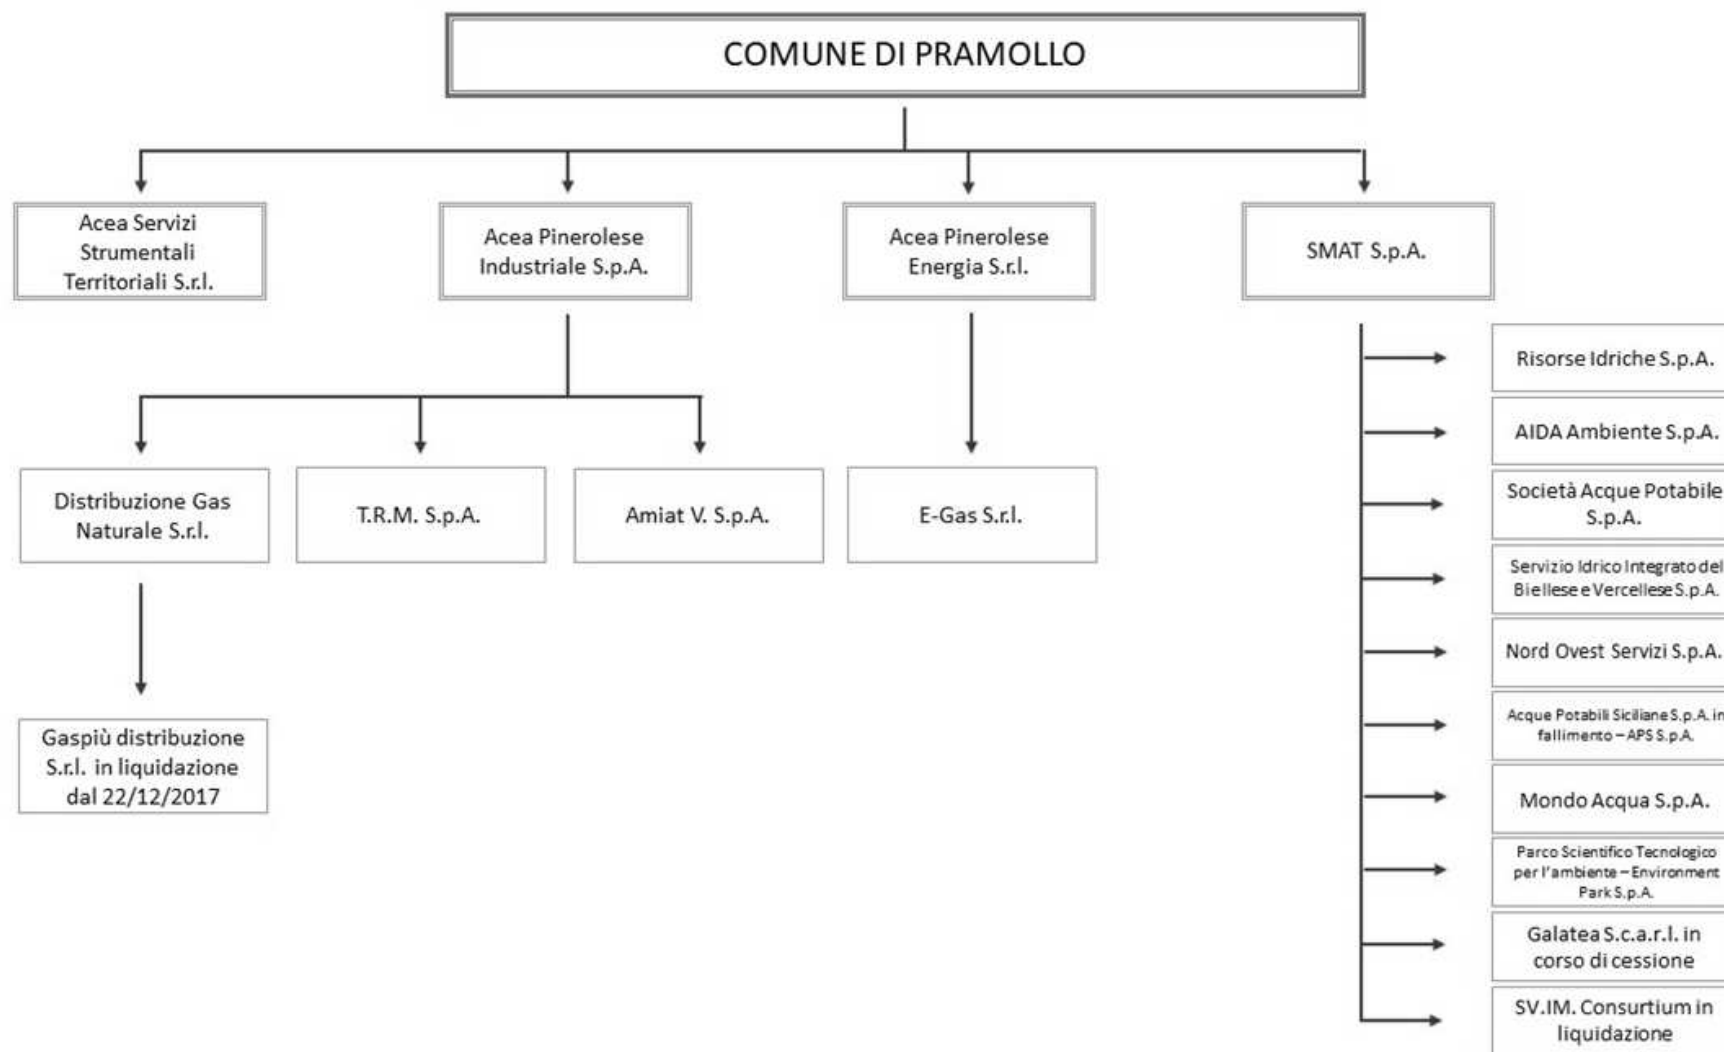 COMUNE DI PRAMOLLO
Acea Servizi
Strumentali
Territoriali S.r.l.
Acea Pinerolese
Industriale S.p.A.
Acea Pinerolese
Energia S.r.l.
SMAT S.p.A.
Distribuzione Gas
Naturale S.r.l.
T.R.M. S.p.A.
Amiat V. S.p.A.
E-Gas S.r.l.
Gaspiù distribuzione
S.r.l. in liquidazione
dal 22/12/2017
Risorse Idriche S.p.A.
AIDA Ambiente S.p.A.
Società Acque Potabile
S.p.A.
Servizio Idrico Integrato del
Biellese e Vercellese S.p.A.
Nord Ovest Servizi S.p.A.
Acque Potabili Siciliane S.p.A. in
fallimento – APS S.p.A.
Mondo Acqua S.p.A.
Parco Scientifico Tecnologico
per l'ambiente – Environment
Park S.p.A.
Galatea S.c.a.r.l. in
corso di cessione
SV.IM. Consurtium in
liquidazione